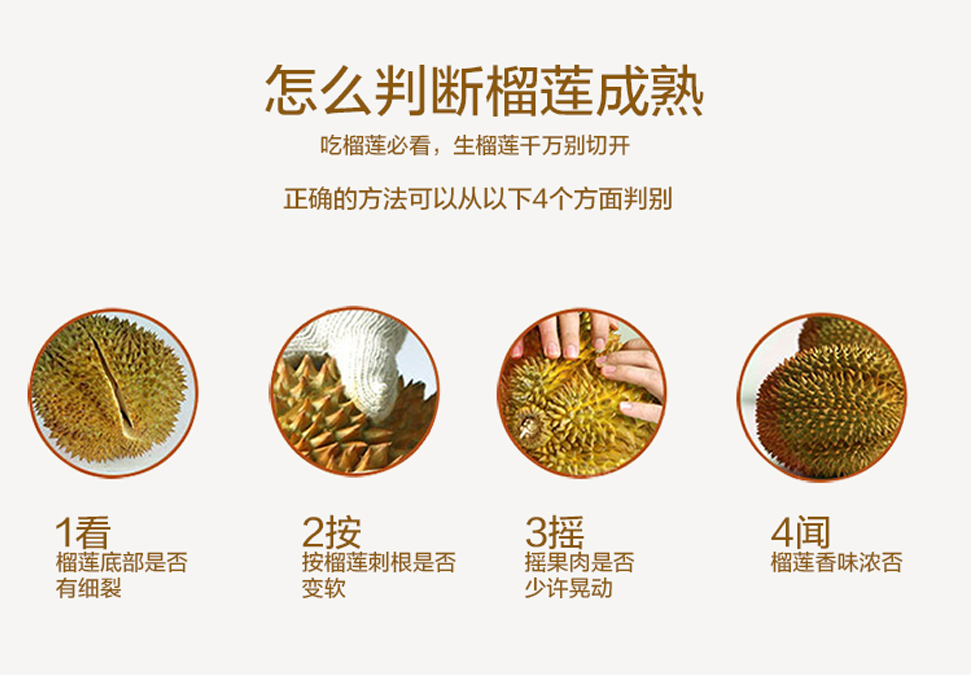 怎么判断榴莲成熟
吃榴莲必看，生榴莲千万别切开
正确的方法可以从以下4个方面判别
1看
榴莲底部是否
有细裂
2按
按榴莲刺根是否
变软
3摇
摇果肉是否
少许晃动
4闻
榴莲香味浓否